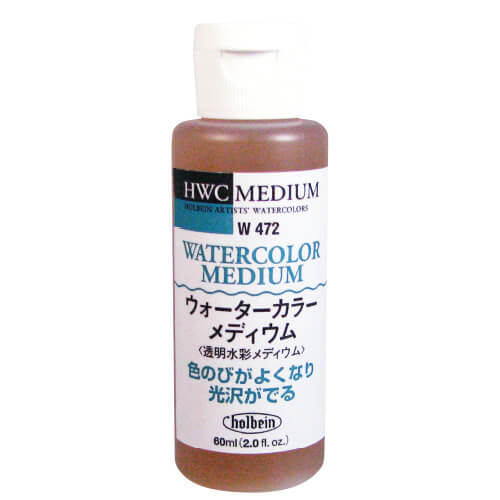 HWC MEDIUM
HOLBEIN ARTISTS' WATERCOLORS
W 472
WATERCOLOR
MEDIUM
ウォーターカラー
メディウム
〈透明水彩メディウム〉
色のびがよくなり
光沢がでる
holbein
60ml (2.0 fl. oz.)